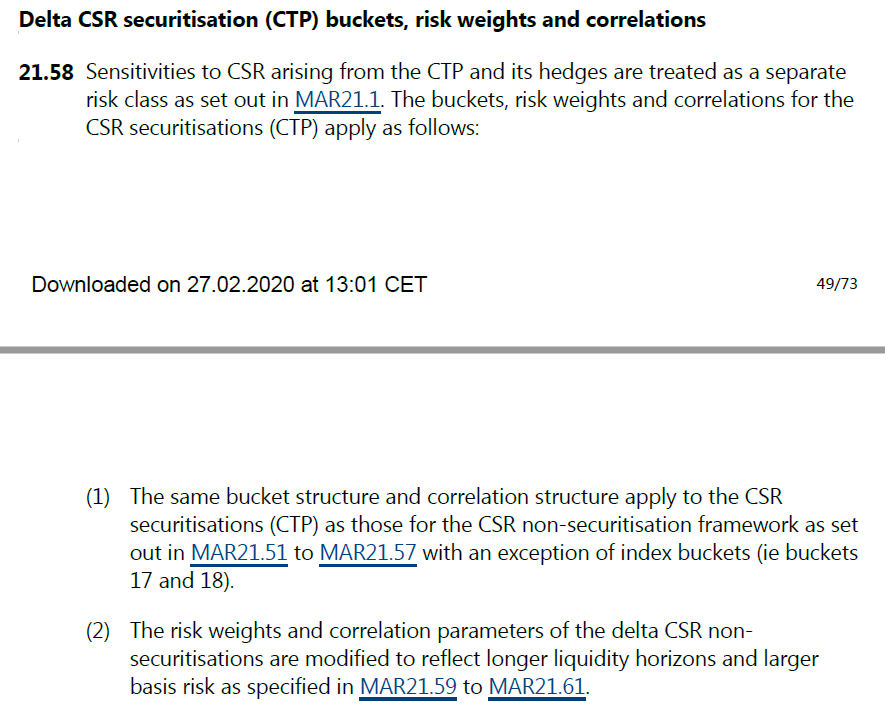 Delta CSR securitisation (CTP) buckets, risk weights and correlations
21.58 Sensitivities to CSR arising from the CTP and its hedges are treated as a separate
risk class as set out in MAR21.1. The buckets, risk weights and correlations for the
CSR securitisations (CTP) apply as follows:
Downloaded on 27.02.2020 at 13:01 CET 49/73
(1) The same bucket structure and correlation structure apply to the CSR
securitisations (CTP) as those for the CSR non-securitisation framework as set
out in MAR21.51 to MAR21.57 with an exception of index buckets (ie buckets
17 and 18).
(2) The risk weights and correlation parameters of the delta CSR non-
securitisations are modified to reflect longer liquidity horizons and larger
basis risk as specified in MAR21.59 to MAR21.61.